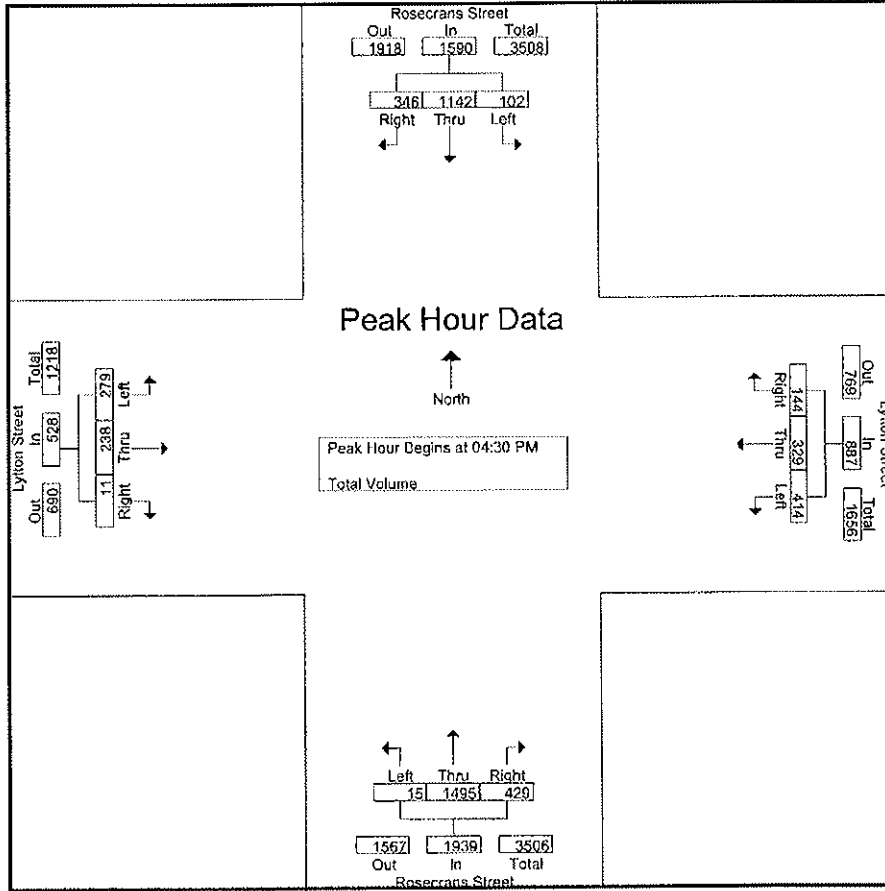 Rosecrans Street
Out In Total
1918 1590 3508
346 1142 102
Right Thru Left
Peak Hour Data
North
Peak Hour Begins at 04:30 PM
Total Volume
Lytton Street
Total In Out
1218 528 690
279 238 11
Left Thru Right
Lytton Street
Out In Total
769 887 1656
144 329 414
Right Thru Left
Left Thru Right
15 1495 429
1567 1939 3506
Out In Total
Rosecrans Street